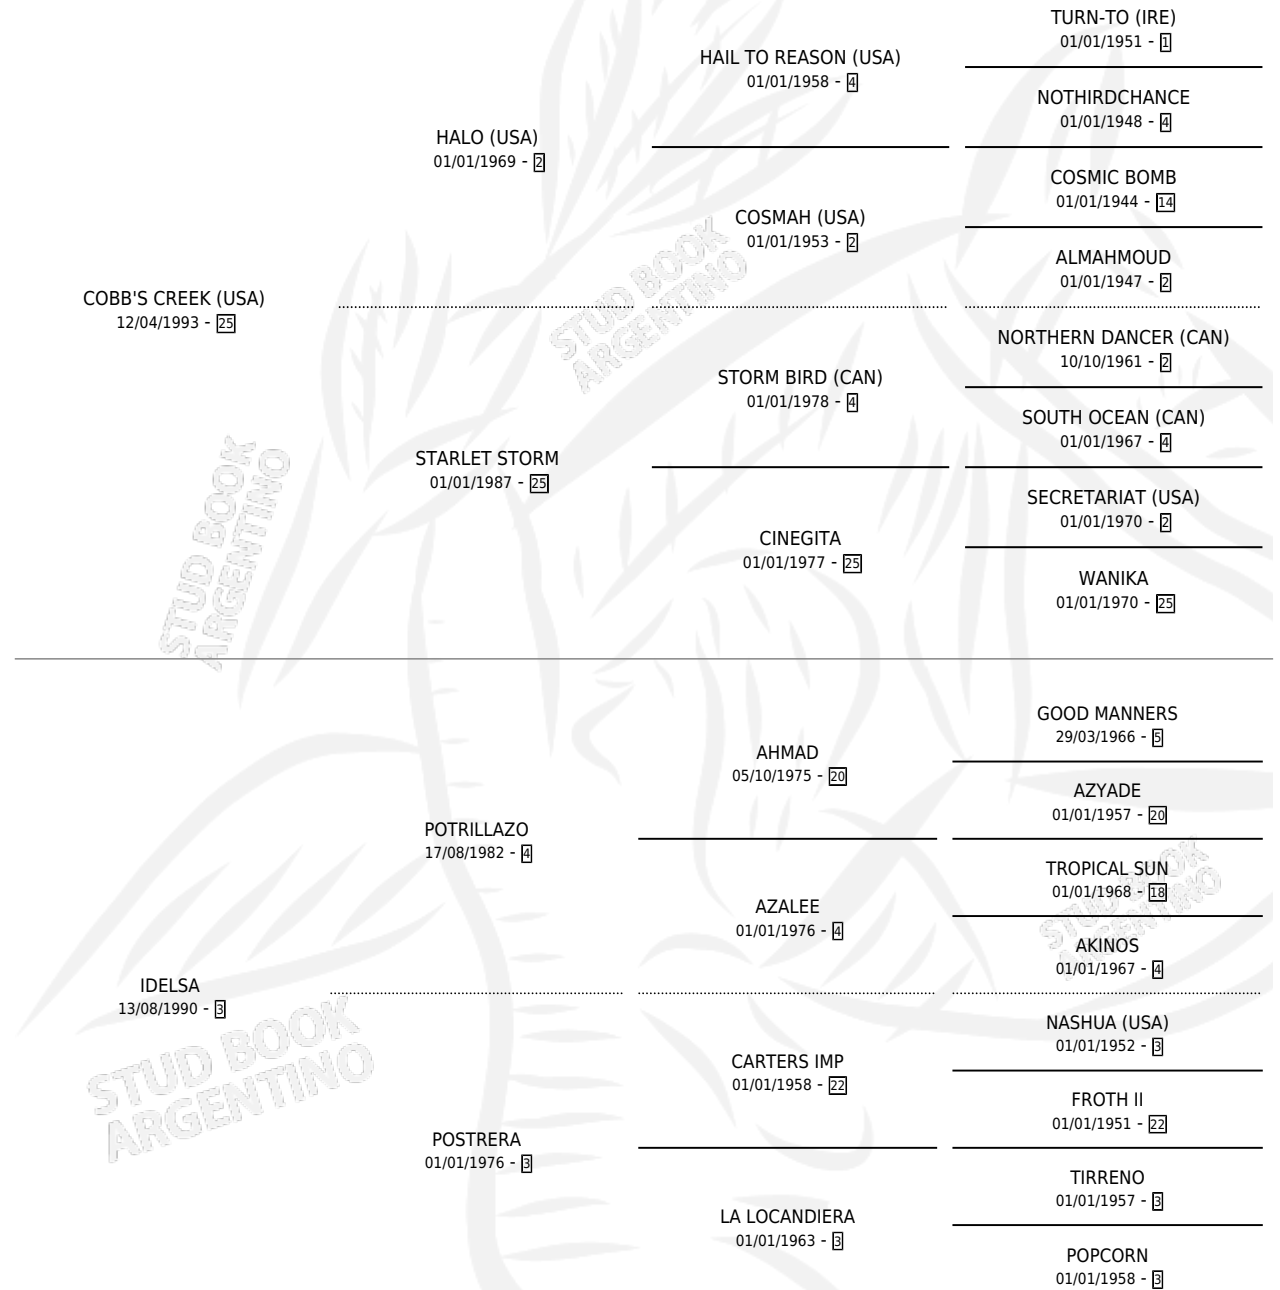 TURN-TO (IRE)
01/01/1951 - 1
HAIL TO REASON (USA)
01/01/1958 - 4
NOTHIRDCHANCE
01/01/1948 - 4
HALO (USA)
01/01/1969 - 2
COSMIC BOMB
01/01/1944 - 14
COSMAH (USA)
01/01/1953 - 2
ALMAHMOUD
01/01/1947 - 2
COBB'S CREEK (USA)
12/04/1993 - 25
NORTHERN DANCER (CAN)
10/10/1961 - 2
STORM BIRD (CAN)
01/01/1978 - 4
SOUTH OCEAN (CAN)
01/01/1967 - 4
STARLET STORM
01/01/1987 - 25
SECRETARIAT (USA)
01/01/1970 - 2
CINEGITA
01/01/1977 - 25
WANIKA
01/01/1970 - 25
GOOD MANNERS
29/03/1966 - 5
AHMAD
05/10/1975 - 20
AZYADE
01/01/1957 - 20
POTRILLAZO
17/08/1982 - 4
TROPICAL SUN
01/01/1968 - 18
AZALEE
01/01/1976 - 4
AKINOS
01/01/1967 - 4
IDELSA
13/08/1990 - 3
NASHUA (USA)
01/01/1952 - 3
CARTERS IMP
01/01/1958 - 22
FROTH II
01/01/1951 - 22
POSTRERA
01/01/1976 - 3
TIRRENO
01/01/1957 - 3
LA LOCANDIERA
01/01/1963 - 3
POPCORN
01/01/1958 - 3
STUD BOOK
ARGENTINO
STUD BOOK
ARGENTINO
STUD BOOK
ARGENTINO
STUD BOOK
ARGENTINO